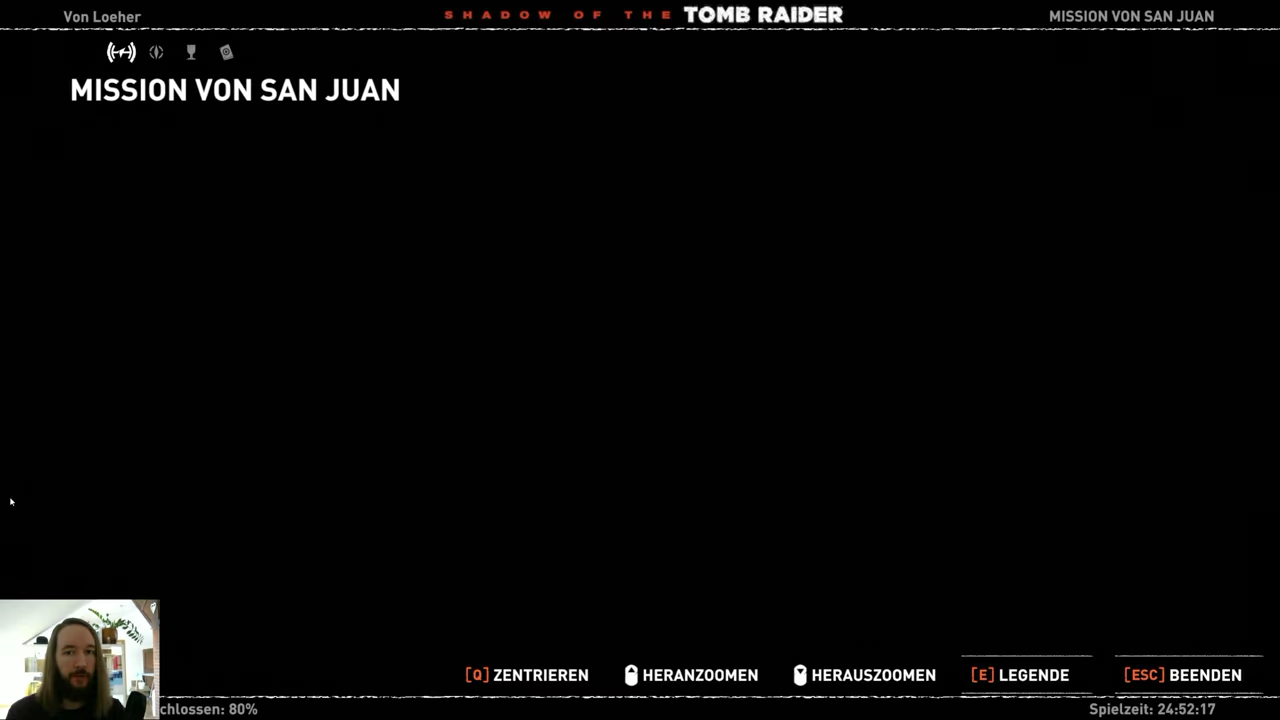 Von Loeher
SHADOW OF THE TOMB RAIDER
MISSION VON SAN JUAN
MISSION VON SAN JUAN
[Q] ZENTRIEREN
HERANZOOMEN
HERAUSZOOMEN
[E] LEGENDE
[ESC] BEENDEN
chlossen: 80%
Spielzeit: 24:52:17